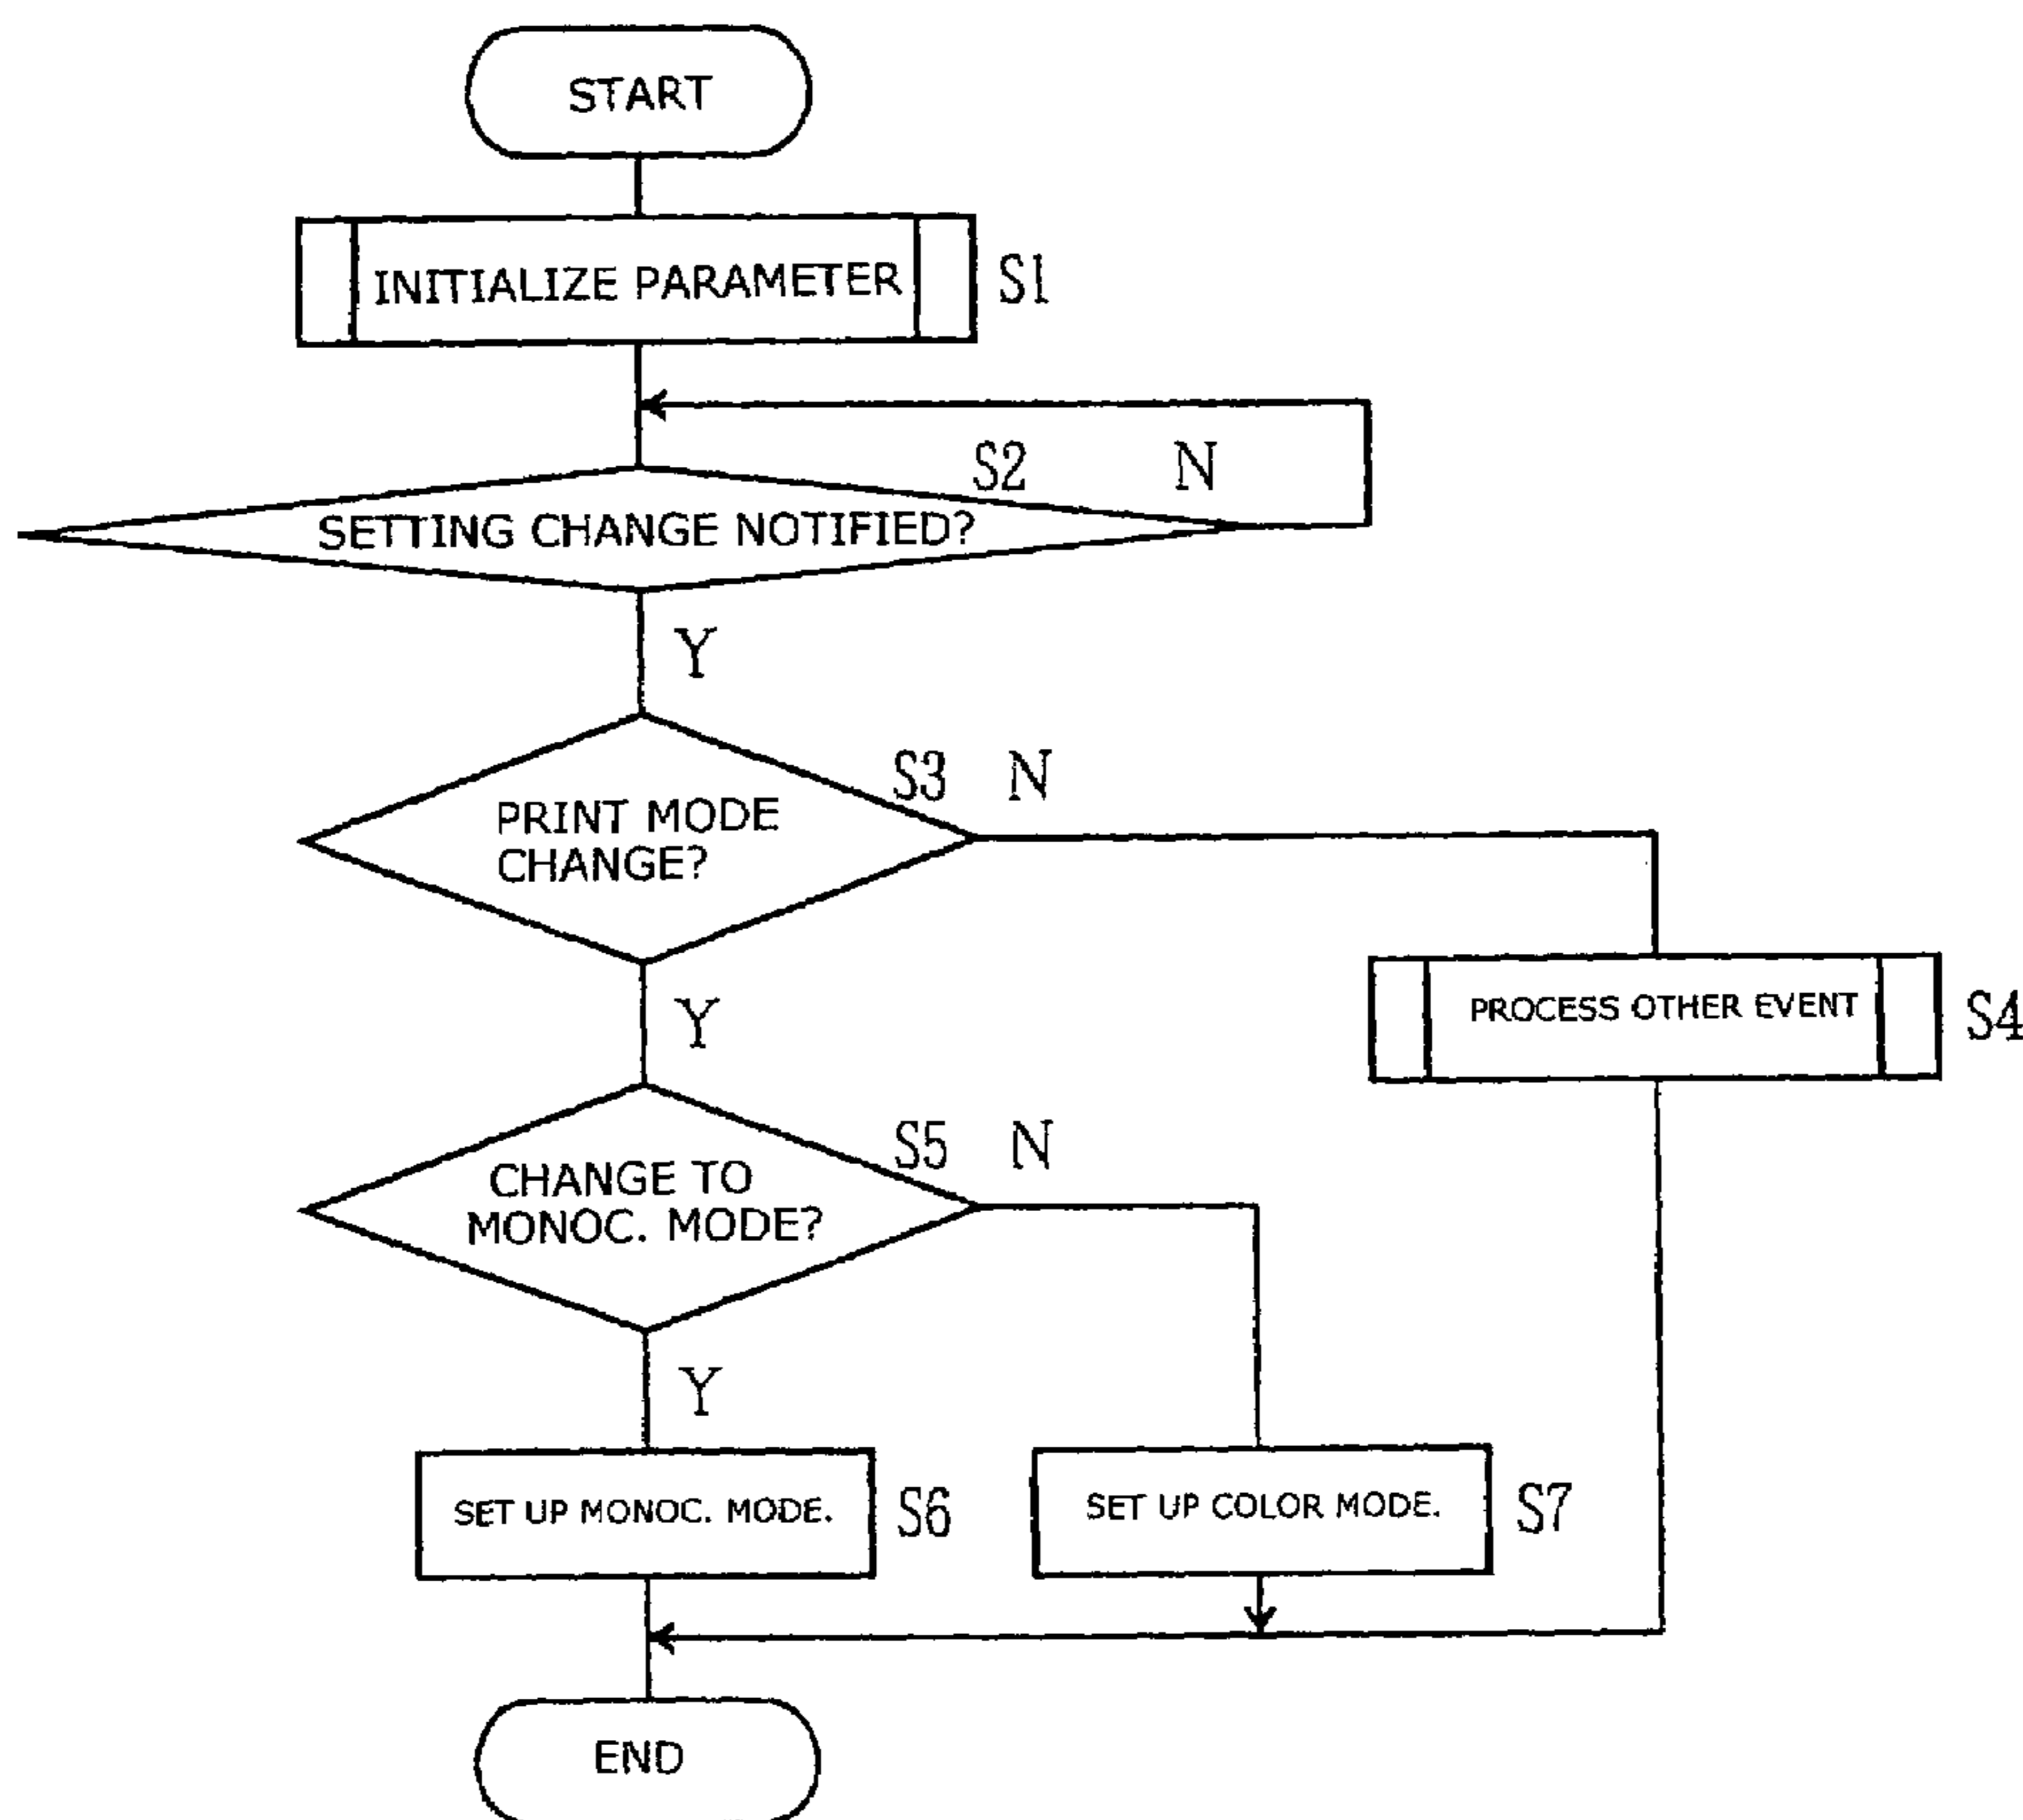 START
INITIALIZE PARAMETER S1
S2 N
SETTING CHANGE NOTIFIED?
Y
S3 N
PRINT MODE
CHANGE?
PROCESS OTHER EVENT S4
Y
S5 N
CHANGE TO
MONOC. MODE?
Y
SET UP MONOC. MODE. S6
SET UP COLOR MODE. S7
END